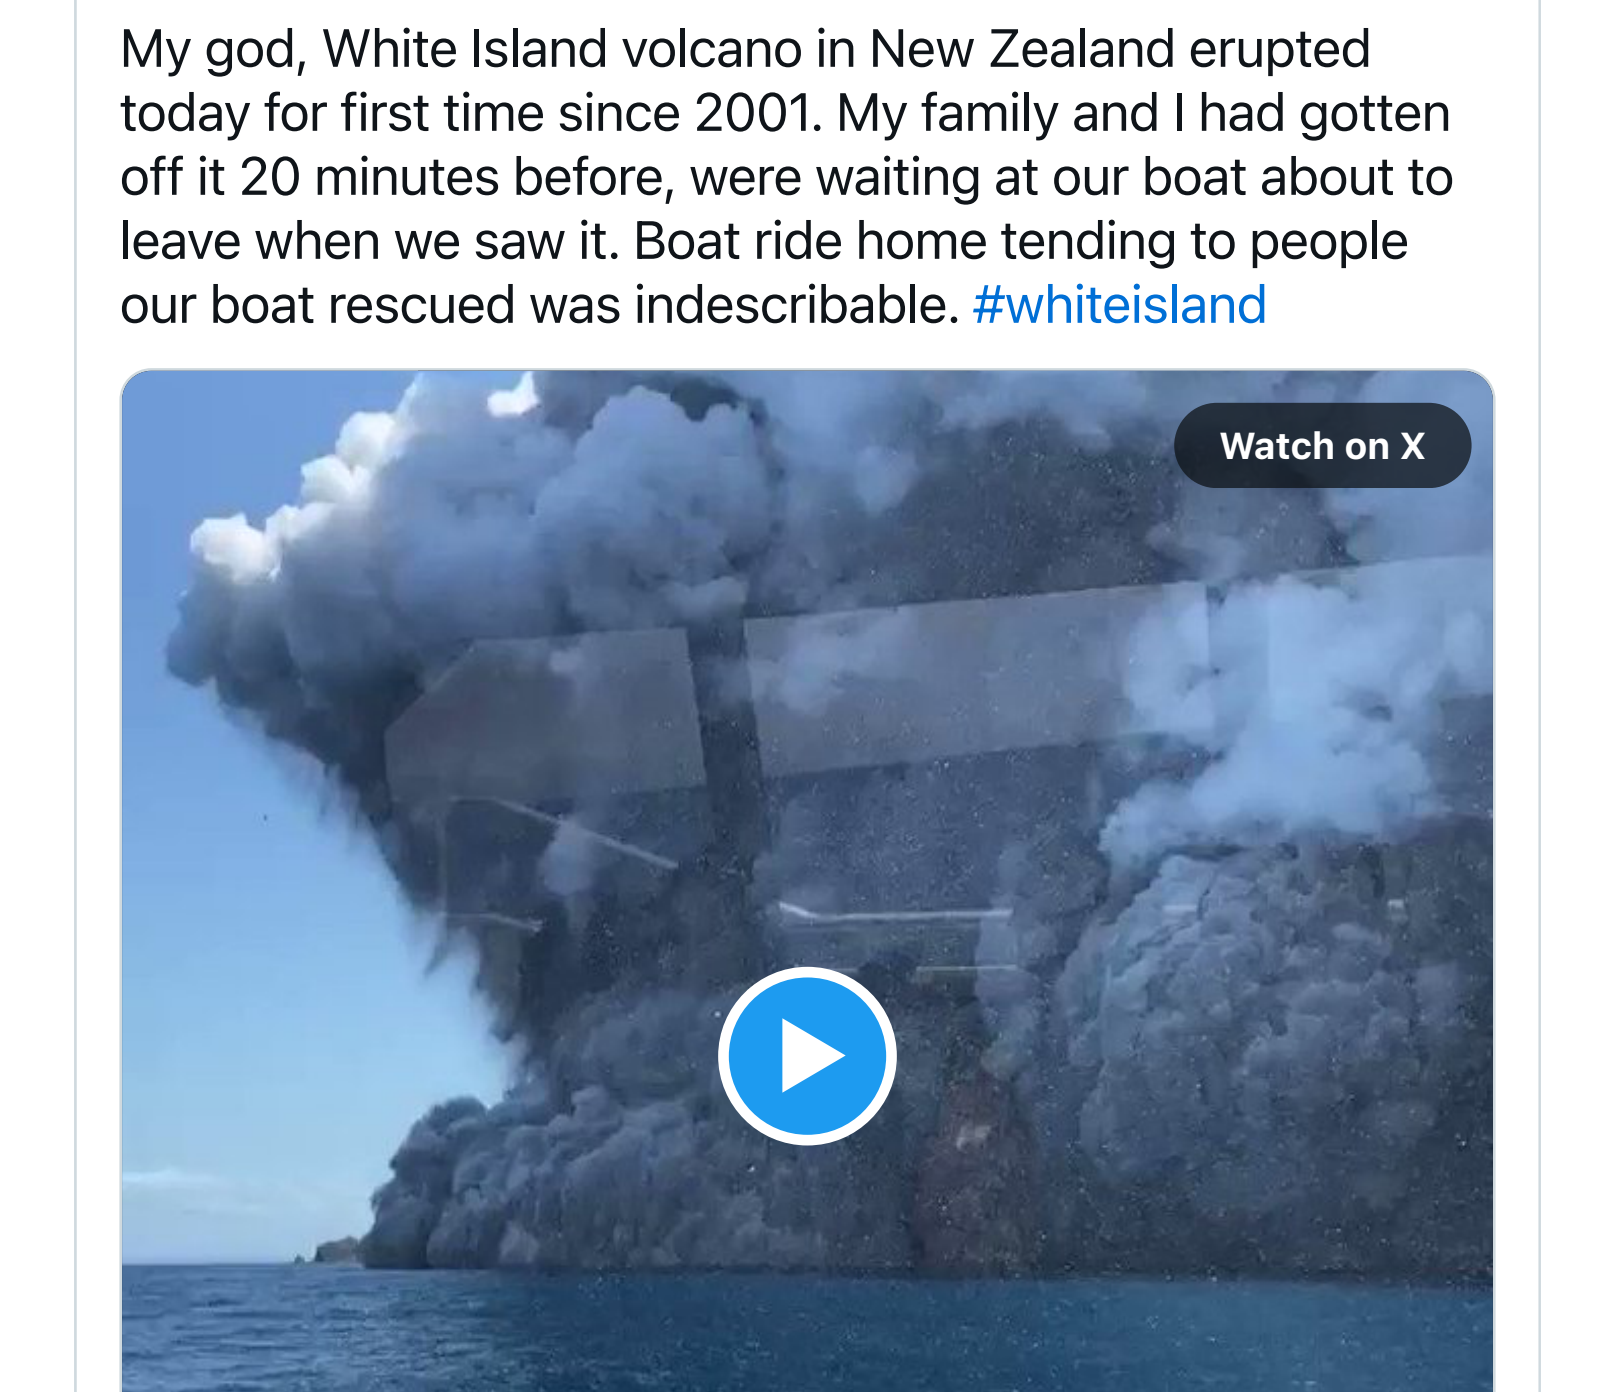 My god, White Island volcano in New Zealand erupted
today for first time since 2001. My family and I had gotten
off it 20 minutes before, were waiting at our boat about to
leave when we saw it. Boat ride home tending to people
our boat rescued was indescribable. #whiteisland
Watch on X